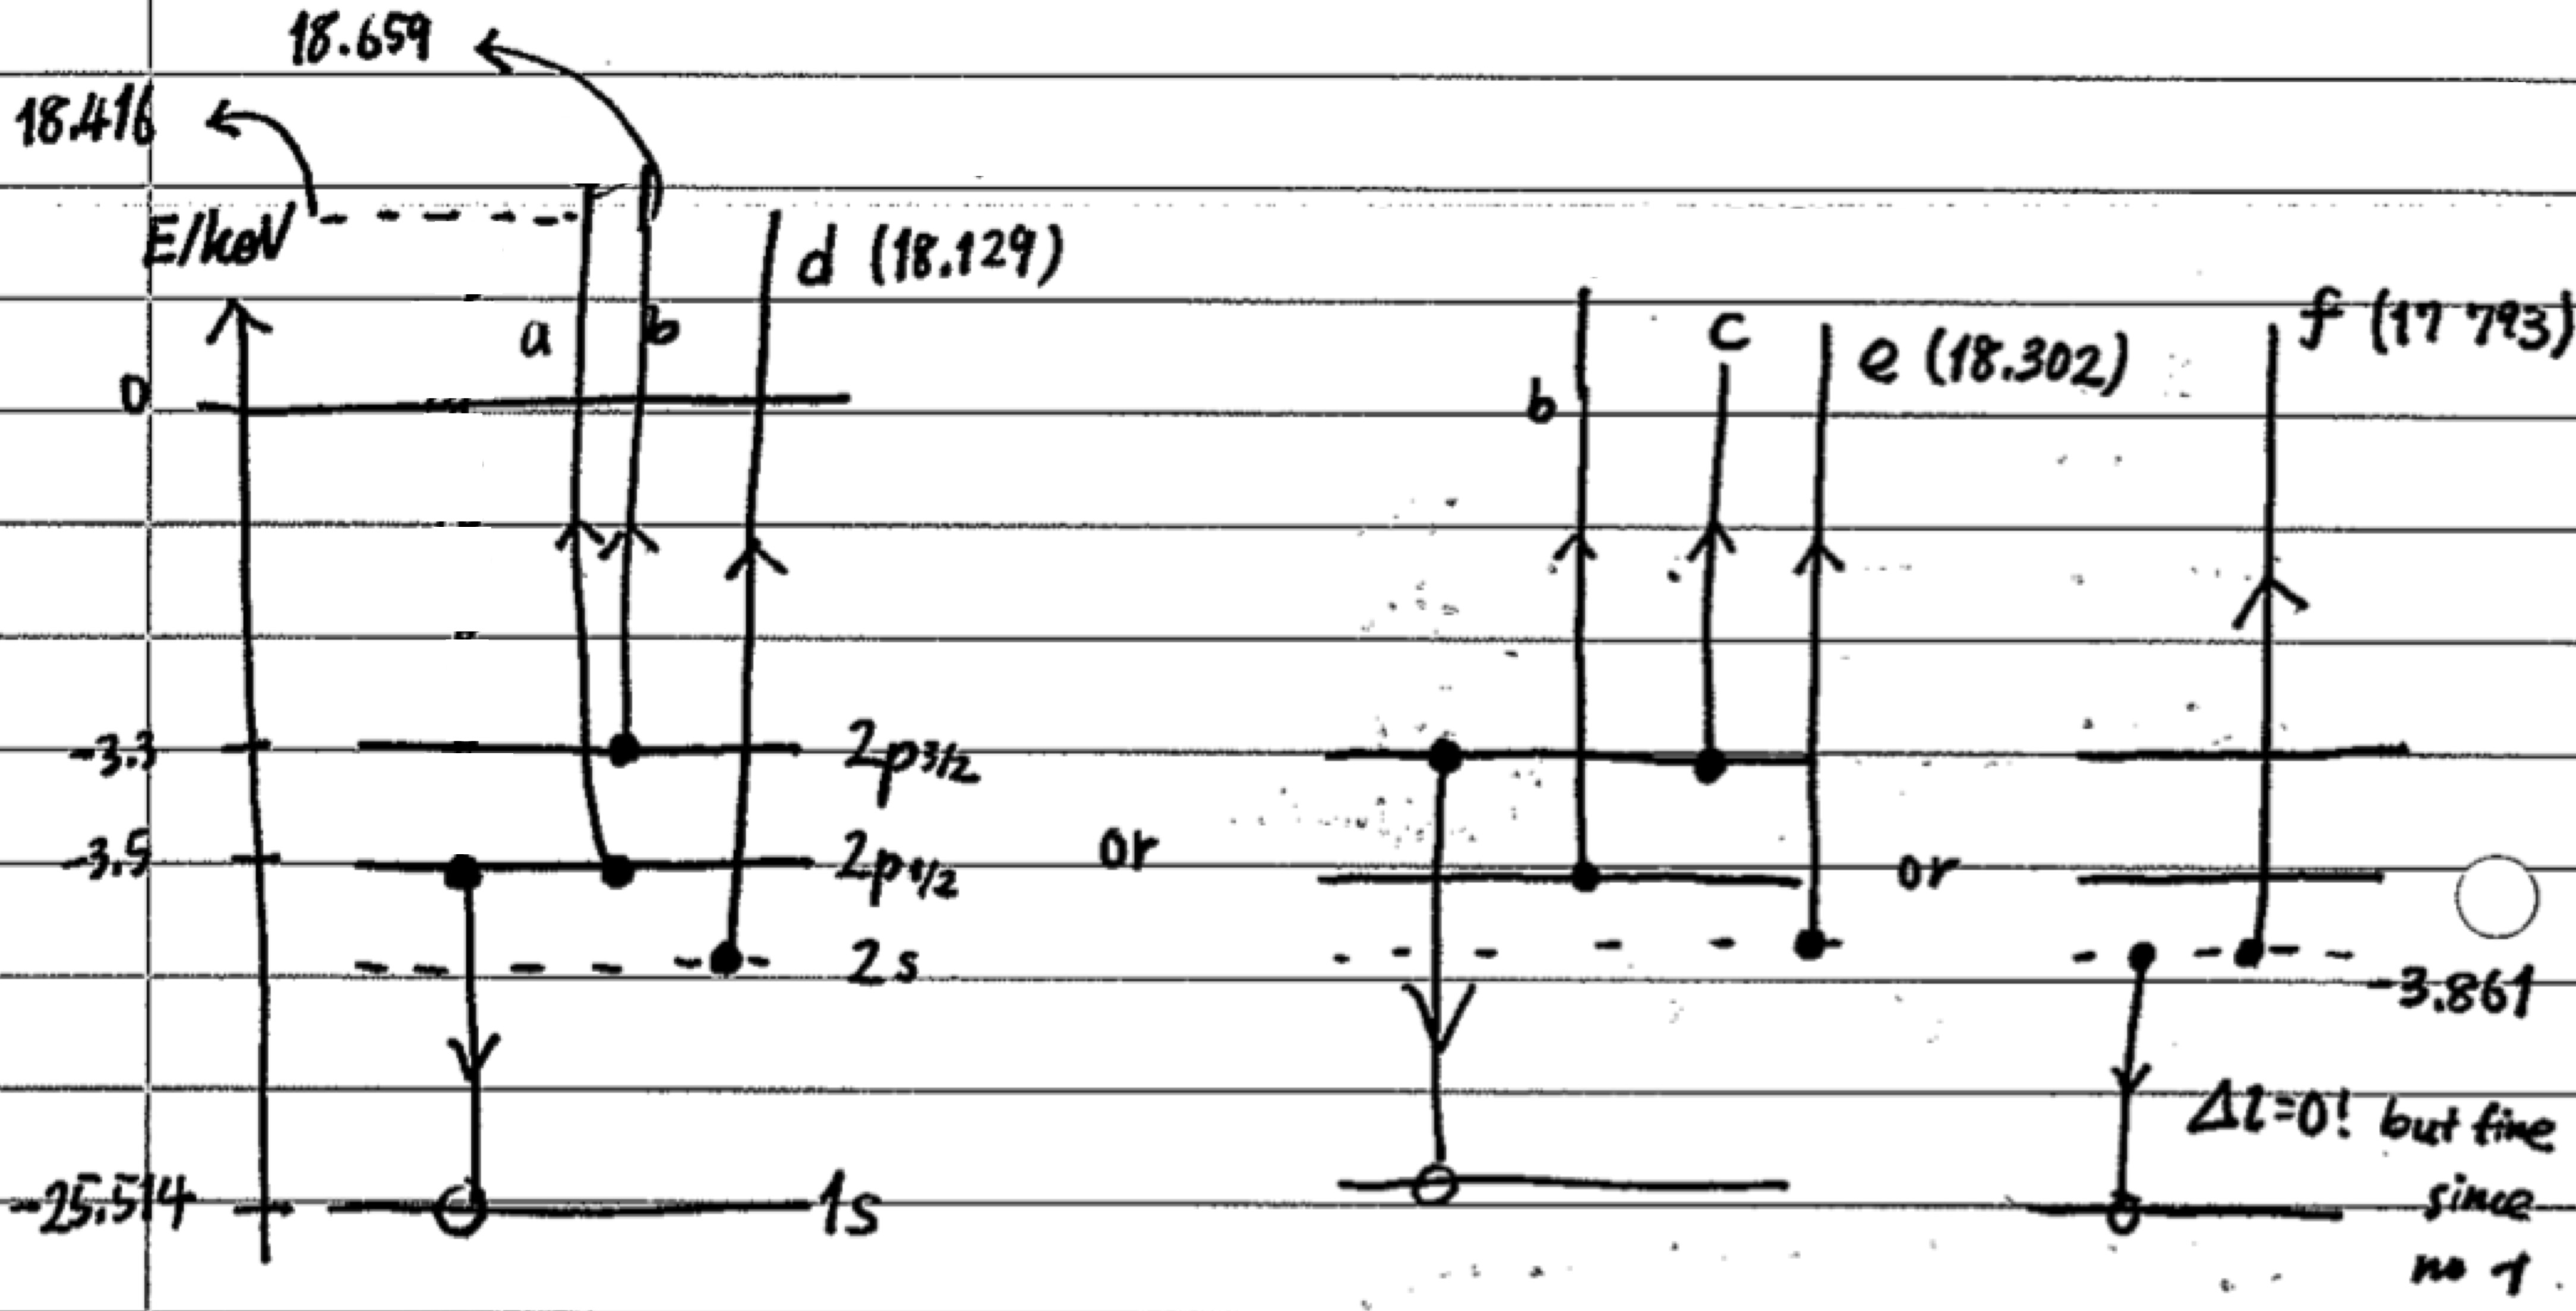 18.659
18.416
E/keV
a
b
d (18.129)
b
c
e (18.302)
f (17 793)
0
-3.3
2p3/2
-3.5
2p1/2
or
or
2s
-3.861
Δl=0! but fine
since
no γ
-25.514
1s